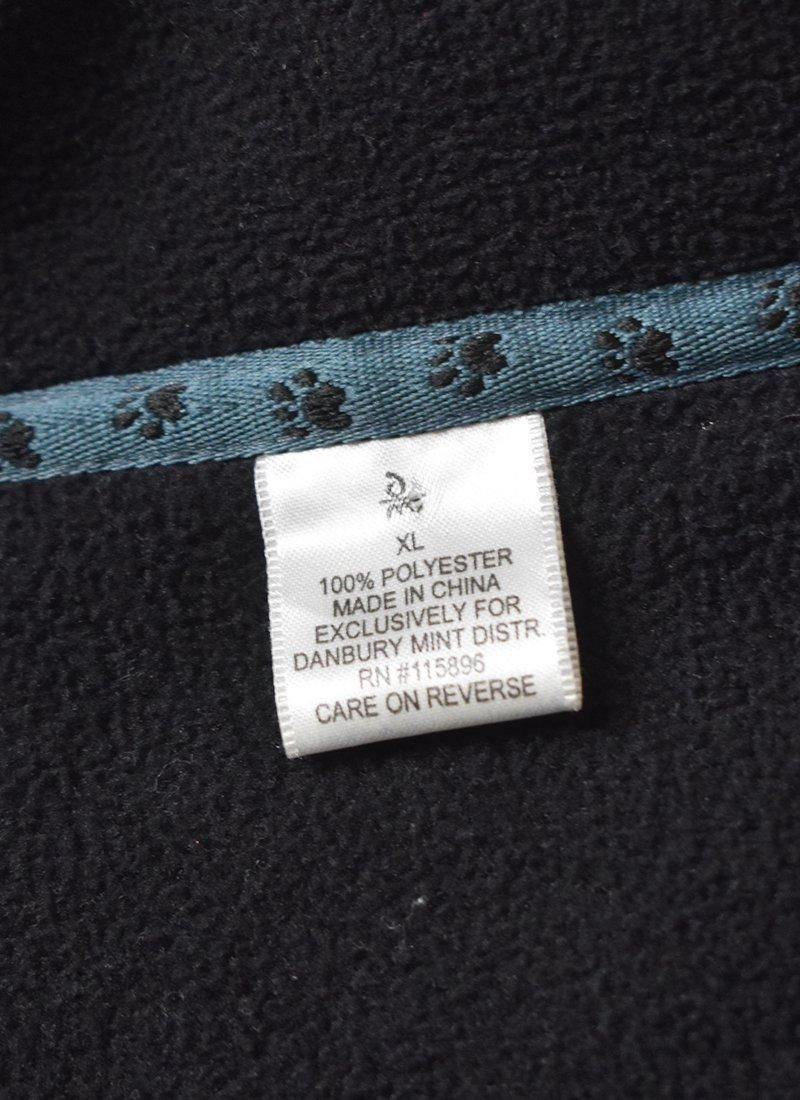 XL
100% POLYESTER
MADE IN CHINA
EXCLUSIVELY FOR
DANBURY MINT DISTR.
RN #115896
CARE ON REVERSE